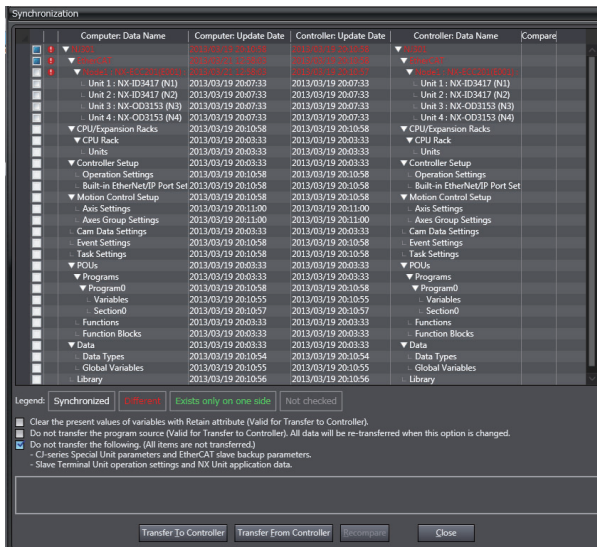 Synchronization
Computer: Data Name Computer: Update Date Controller: Update Date Controller: Data Name Compare
Unit 1 : NX-ID3417 (N1) 2013/03/19 20:07:33 2013/03/19 20:07:33 Unit 1 : NX-ID3417 (N1)
Unit 2 : NX-ID3417 (N2) 2013/03/19 20:07:33 2013/03/19 20:07:33 Unit 2 : NX-ID3417 (N2)
Unit 3 : NX-OD3153 (N3) 2013/03/19 20:07:33 2013/03/19 20:07:33 Unit 3 : NX-OD3153 (N3)
Unit 4 : NX-OD3153 (N4) 2013/03/19 20:07:33 2013/03/19 20:07:33 Unit 4 : NX-OD3153 (N4)
CPU/Expansion Racks 2013/03/19 20:10:58 2013/03/19 20:10:58 CPU/Expansion Racks
CPU Rack 2013/03/19 20:03:33 2013/03/19 20:03:33 CPU Rack
Units 2013/03/19 20:10:58 2013/03/19 20:10:58 Units
Controller Setup 2013/03/19 20:03:33 2013/03/19 20:03:33 Controller Setup
Operation Settings 2013/03/19 20:10:58 2013/03/19 20:10:58 Operation Settings
Built-in EtherNet/IP Port Set 2013/03/19 20:10:58 2013/03/19 20:10:58 Built-in EtherNet/IP Port Set
Motion Control Setup 2013/03/19 20:10:58 2013/03/19 20:10:58 Motion Control Setup
Axis Settings 2013/03/19 20:11:00 2013/03/19 20:11:00 Axis Settings
Axes Group Settings 2013/03/19 20:11:00 2013/03/19 20:11:00 Axes Group Settings
Cam Data Settings 2013/03/19 20:03:33 2013/03/19 20:03:33 Cam Data Settings
Event Settings 2013/03/19 20:10:58 2013/03/19 20:10:58 Event Settings
Task Settings 2013/03/19 20:10:58 2013/03/19 20:10:58 Task Settings
POUs 2013/03/19 20:03:33 2013/03/19 20:03:33 POUs
Programs 2013/03/19 20:03:33 2013/03/19 20:03:33 Programs
Program0 2013/03/19 20:10:58 2013/03/19 20:10:58 Program0
Variables 2013/03/19 20:10:55 2013/03/19 20:10:55 Variables
Section0 2013/03/19 20:10:57 2013/03/19 20:10:57 Section0
Functions 2013/03/19 20:03:33 2013/03/19 20:03:33 Functions
Function Blocks 2013/03/19 20:03:33 2013/03/19 20:03:33 Function Blocks
Data 2013/03/19 20:03:33 2013/03/19 20:03:33 Data
Data Types 2013/03/19 20:10:54 2013/03/19 20:10:54 Data Types
Global Variables 2013/03/19 20:10:55 2013/03/19 20:10:55 Global Variables
Library 2013/03/19 20:10:56 2013/03/19 20:10:56 Library
Legend: Synchronized Different Exists only on one side Not checked
Clear the present values of variables with Retain attribute (Valid for Transfer to Controller).
Do not transfer the program source (Valid for Transfer to Controller). All data will be re-transferred when this option is changed.
Do not transfer the following. (All items are not transferred.)
- CJ-series Special Unit parameters and EtherCAT slave backup parameters.
- Slave Terminal Unit operation settings and NX Unit application data.
Transfer To Controller Transfer From Controller Recompare Close